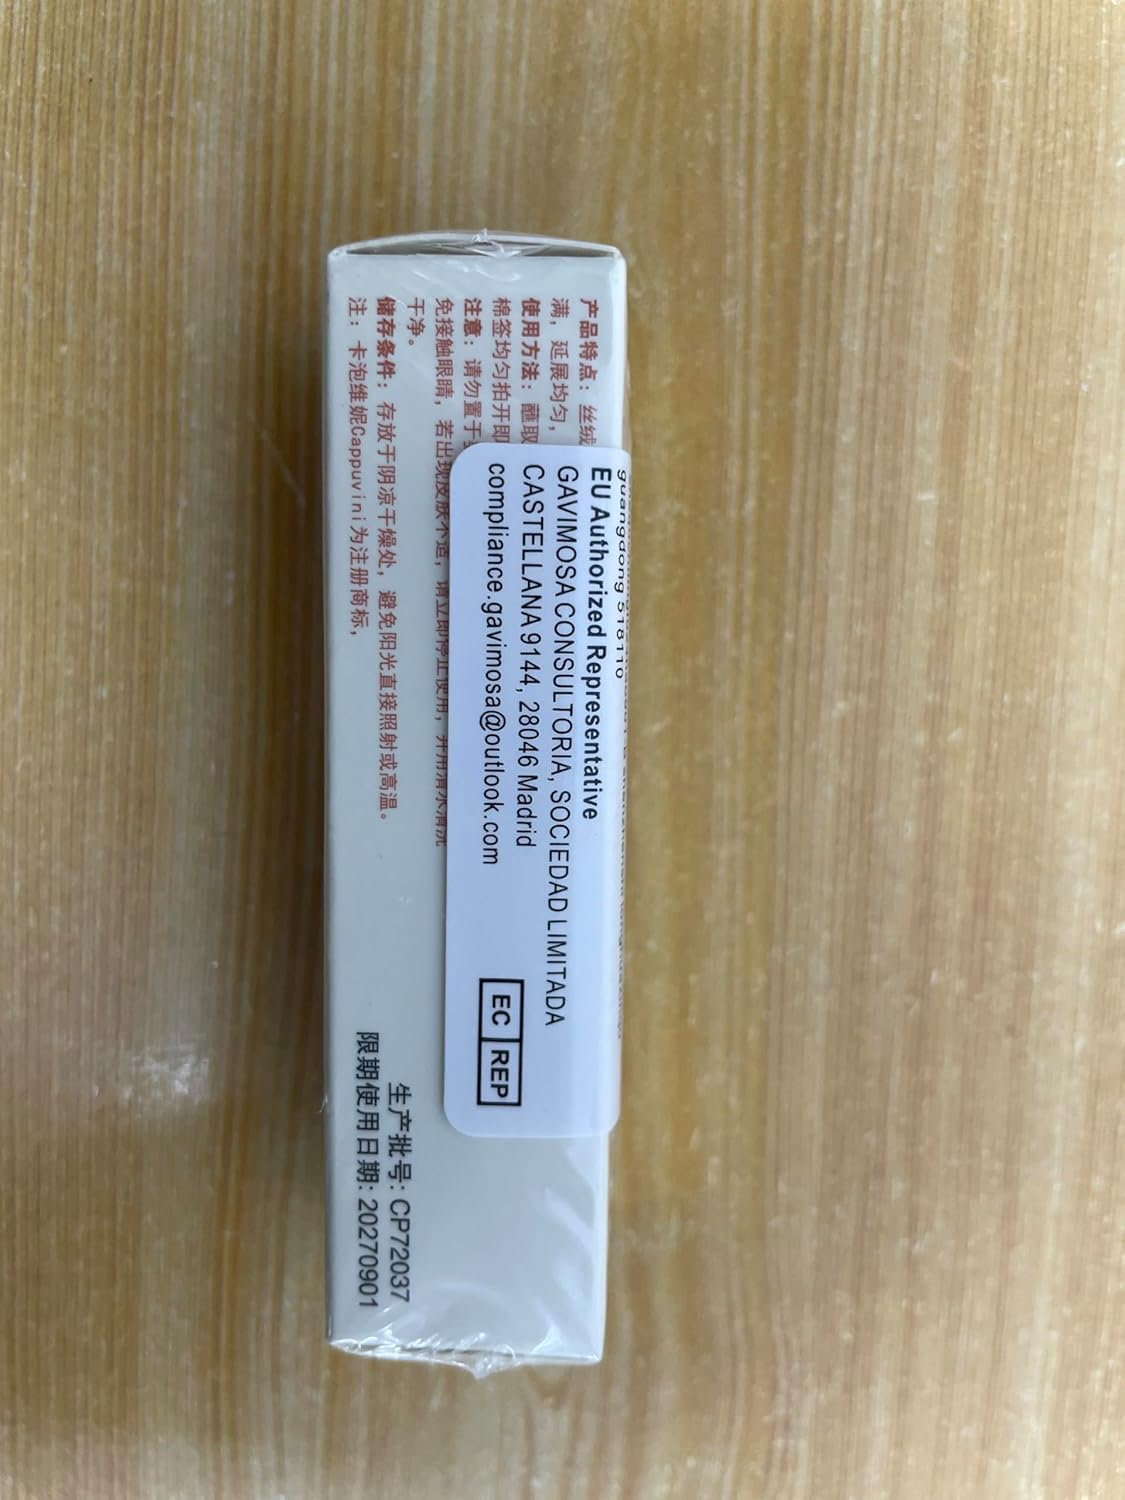 产品特点：丝绒
满，延展均匀，
使用方法：蘸取
棉签均匀拍开即
注意：请勿置于
免接触眼睛，若出现皮肤不适，请立即停止使用，并用清水清洗
干净。
储存条件：存放于阴凉干燥处，避免阳光直接照射或高温。
注：卡泡维妮Cappuvini为注册商标，
guangdong 518110
EU Authorized Representative
GAVIMOSA CONSULTORIA, SOCIEDAD LIMITADA
CASTELLANA 9144, 28046 Madrid
compliance.gavimosa@outlook.com
EC REP
生产批号: CP72037
限期使用日期: 20270901